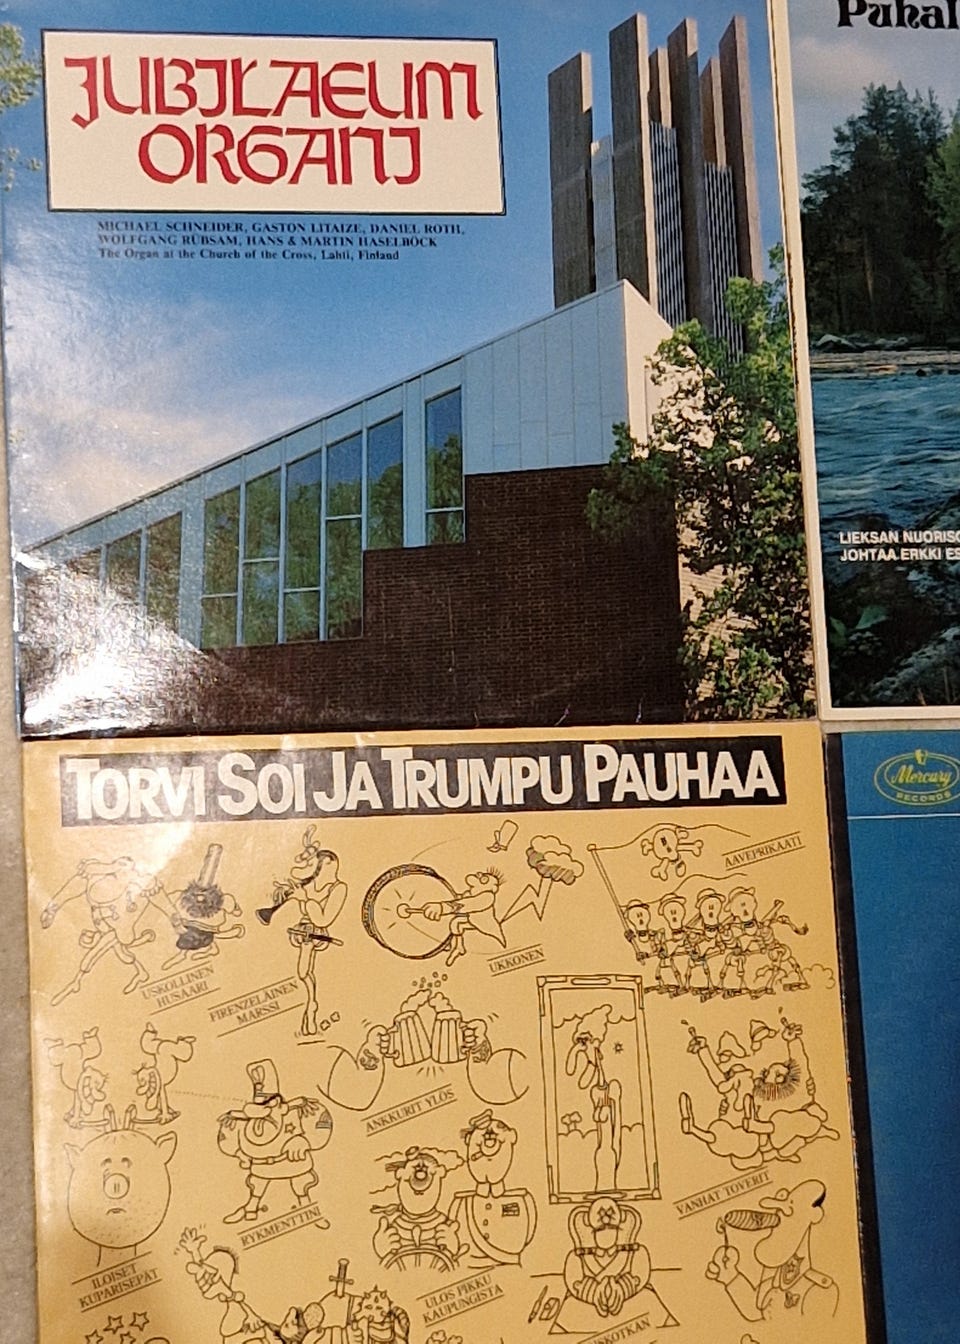 JUBILAEUM
ORGANI
MICHAEL SCHNEIDER, GASTON LITAIZE, DANIEL ROTH,
WOLFGANG RÜBSAM, HANS & MARTIN HASELBÖCK
The Organ at the Church of the Cross, Lahti, Finland
Puhal
LIEKSAN NUORISO
JOHTAA ERKKI ES
TORVI SOI JA TRUMPU PAUHAA
AAVEPRIKAATI
USKOLLINEN
HUSAARI
FIRENZELÄINEN
MARSSI
UKKONEN
ANKKURIT YLÖS
RYKMENTTINI
VANHAT TOVERIT
ILOISET
KUPARISEPÄT
ULOS PIKKU
KAUPUNGISTA
Mercury
RECORDS